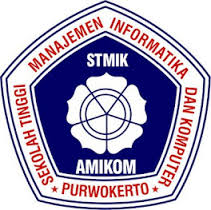 SEKOLAH TINGGI MANAJEMEN INFORMATIKA DAN KOMPUTER
STMIK
AMIKOM
* PURWOKERTO *